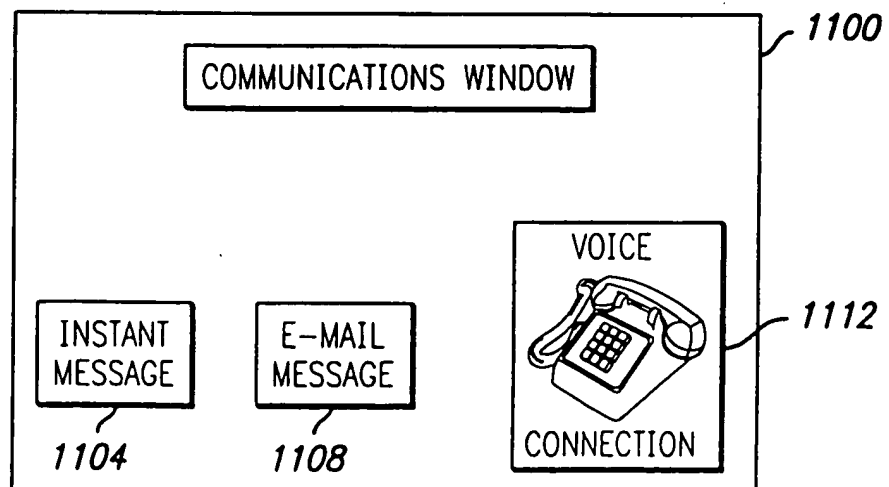 1100
COMMUNICATIONS WINDOW
VOICE
CONNECTION
1112
INSTANT
MESSAGE
1104
E-MAIL
MESSAGE
1108